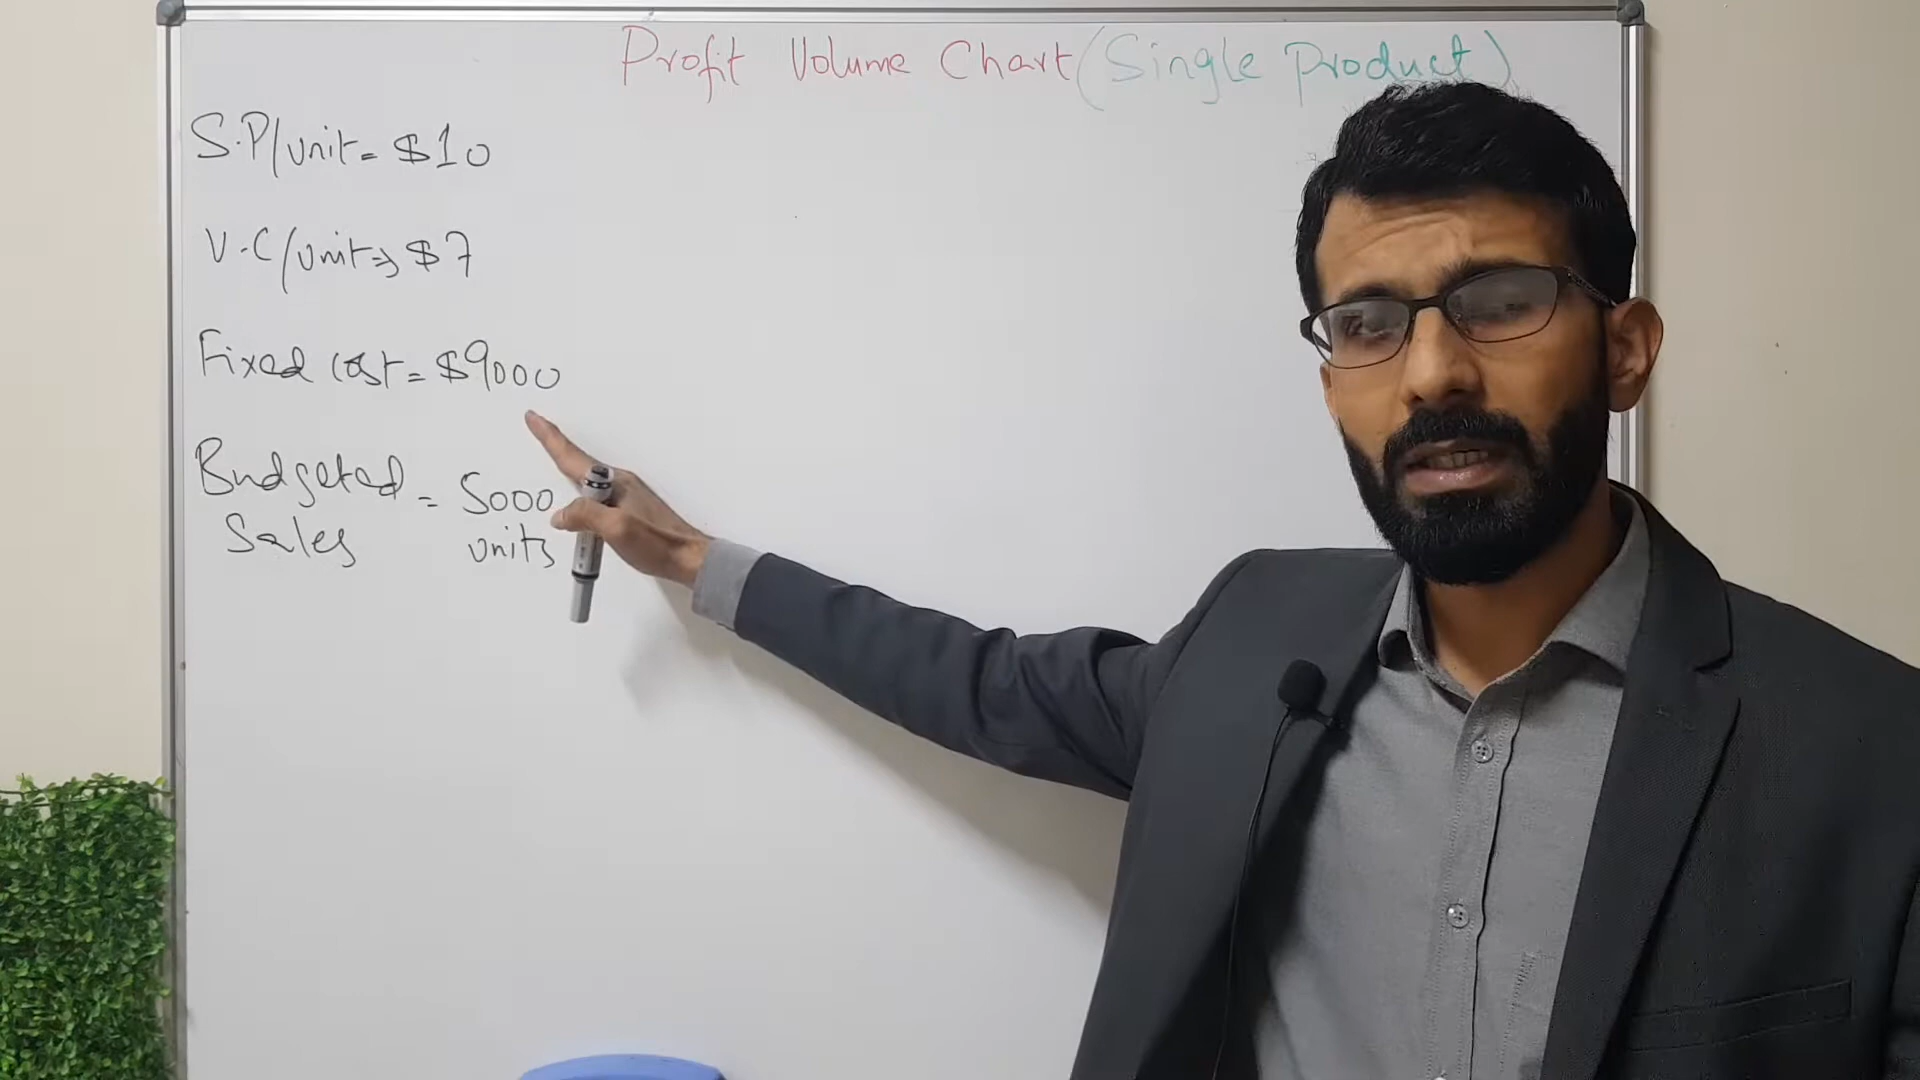 Profit Volume Chart (Single Product)
S.P/unit = $10
V.C/unit => $7
Fixed cost = $9000
Budgeted = 5000
Sales units